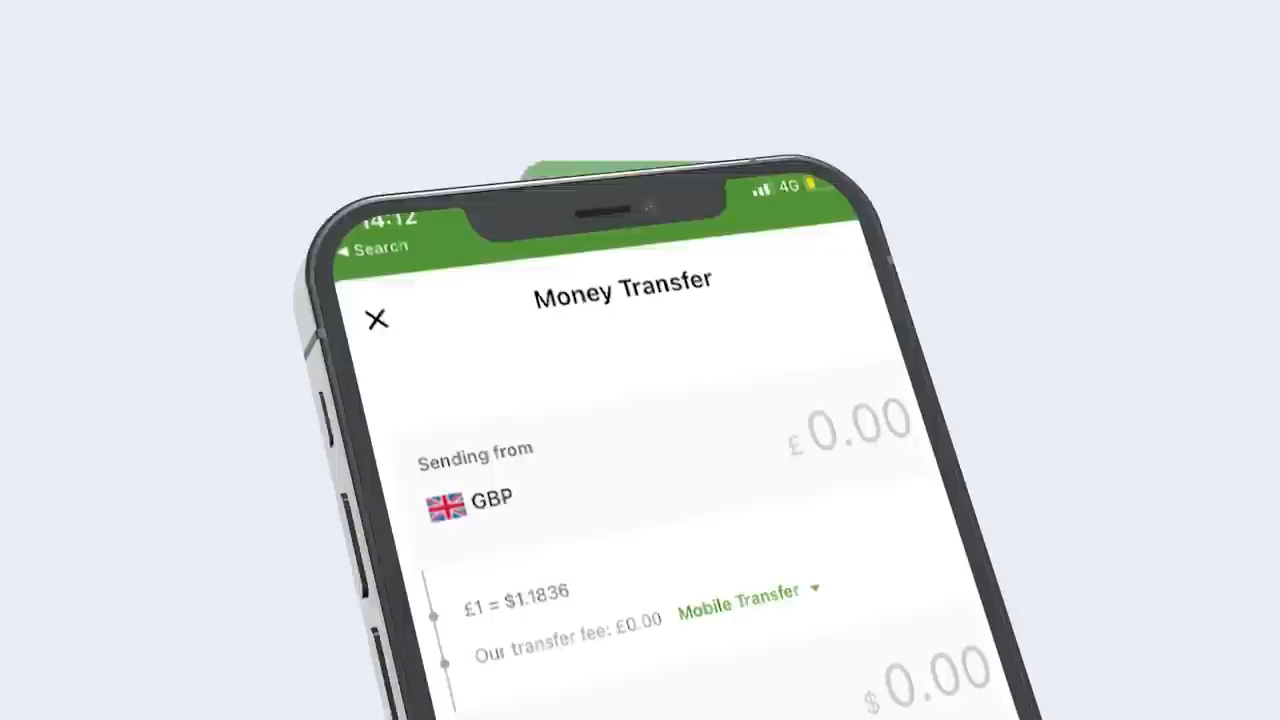 14:12
4G
◀ Search
Money Transfer
Sending from
£ 0.00
GBP
£1 = $1.1836
Our transfer fee: £0.00 Mobile Transfer
$ 0.00